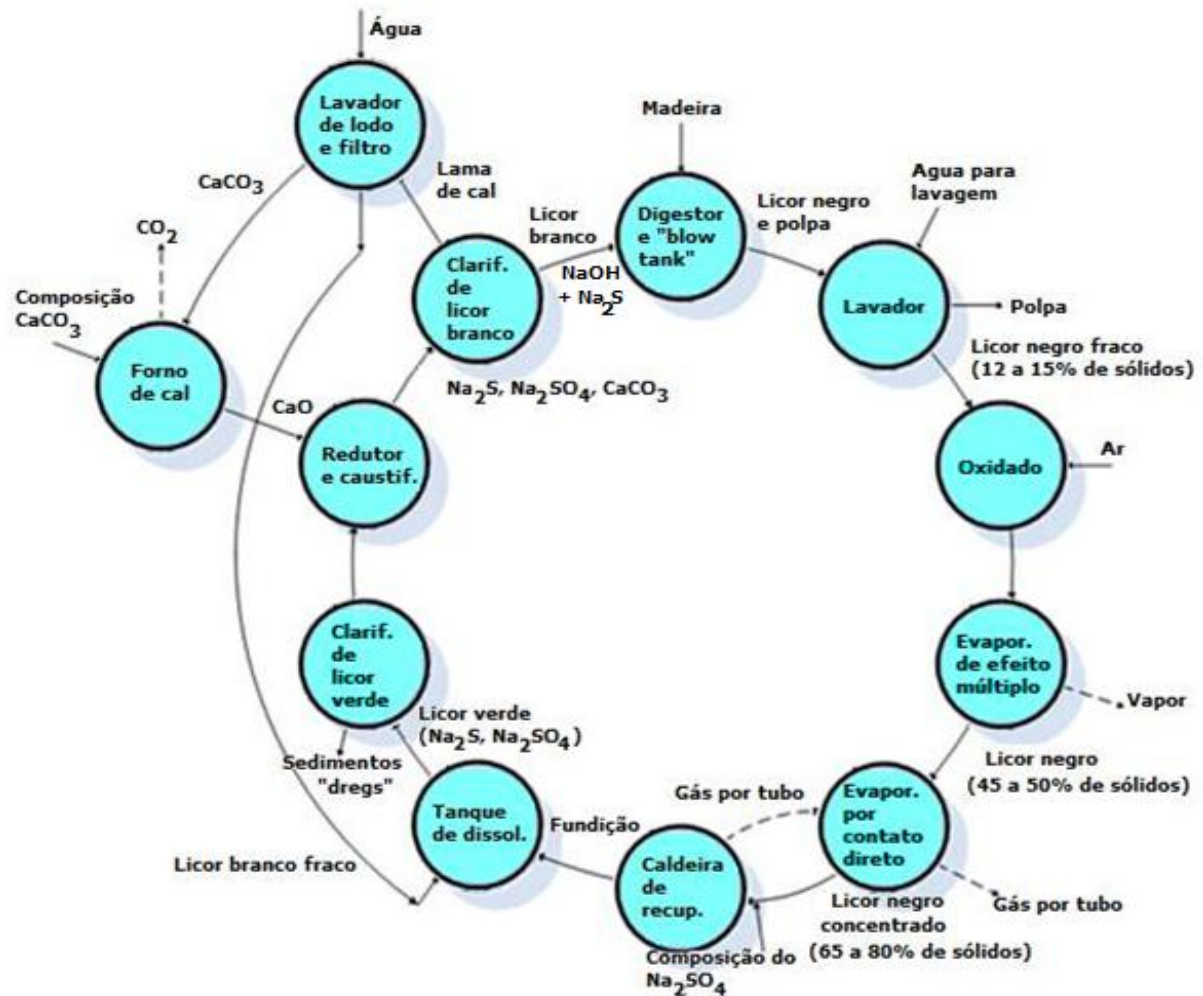 Água
Lavador
de lodo
e filtro
CaCO3
Lama
de cal
Madeira
Digestor
e "blow
tank"
Licor
branco
NaOH
+ Na2S
Licor negro
e polpa
Agua para
lavagem
Lavador
Polpa
Licor negro fraco
(12 a 15% de sólidos)
Oxidado
Ar
Evapor.
de efeito
múltiplo
Vapor
Licor negro
(45 a 50% de sólidos)
Evapor.
por
contato
direto
Gás por tubo
Gás por tubo
Licor negro
concentrado
(65 a 80% de sólidos)
Caldeira
de
recup.
Composição do
Na2SO4
Fundição
Tanque
de dissol.
Licor verde
(Na2S, Na2SO4)
Clarif.
de
licor
verde
Sedimentos
"dregs"
Licor branco fraco
Redutor
e caustif.
CaO
Forno
de cal
Composição
CaCO3
CO2
Clarif.
de
licor
branco
Na2S, Na2SO4, CaCO3